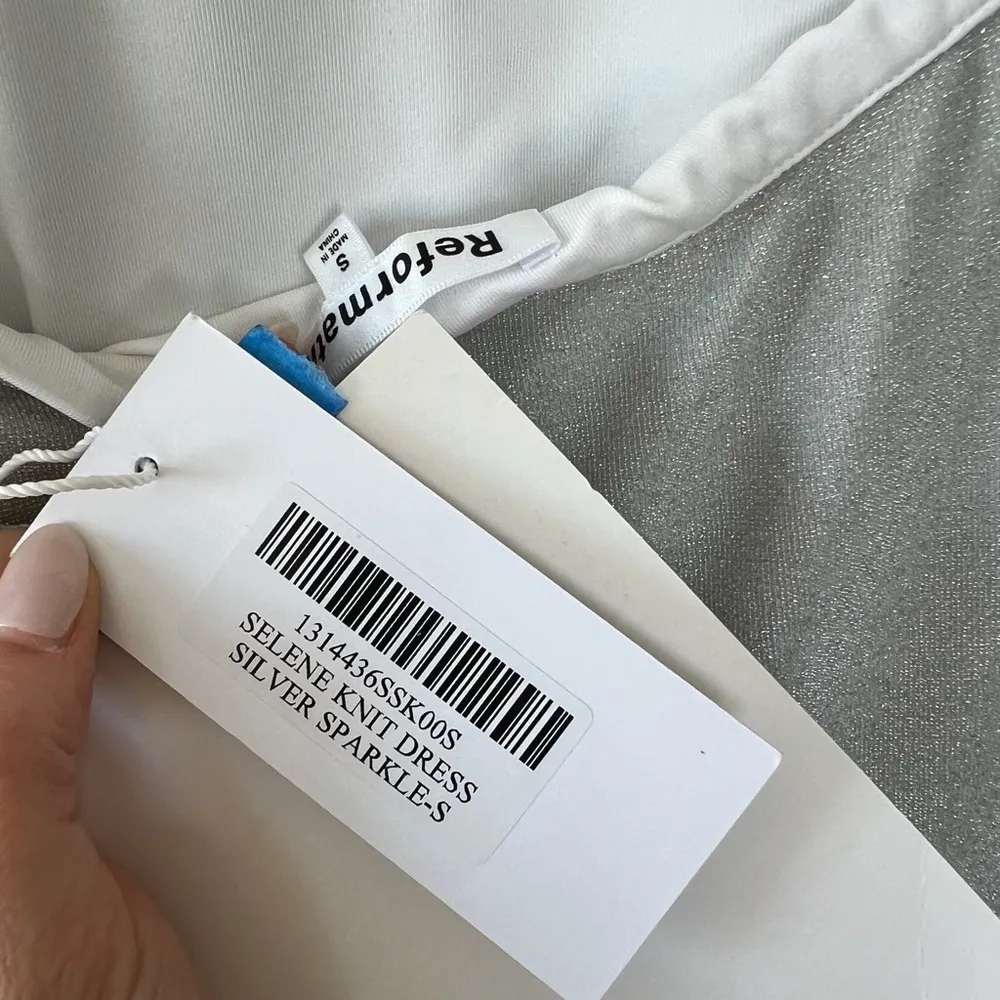 Reformati
S
MADE IN
CHINA
1314436SSK00S
SELENE KNIT DRESS
SILVER SPARKLE-S